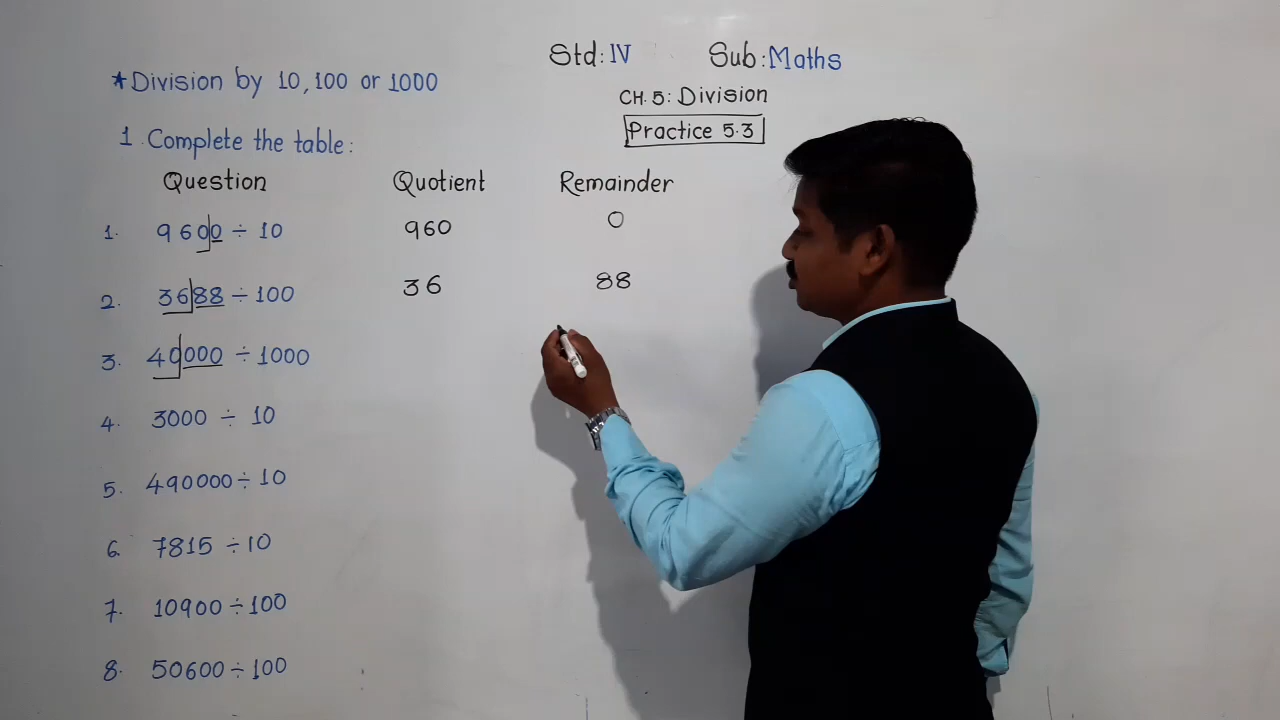 Std: IV Sub: Maths
*Division by 10, 100 or 1000
CH. 5: Division
Practice 5.3
1. Complete the table:
Question Quotient Remainder
1. 9600 ÷ 10 960 0
2. 3688 ÷ 100 36 88
3. 40000 ÷ 1000
4. 3000 ÷ 10
5. 490000 ÷ 10
6. 7815 ÷ 10
7. 10900 ÷ 100
8. 50600 ÷ 100